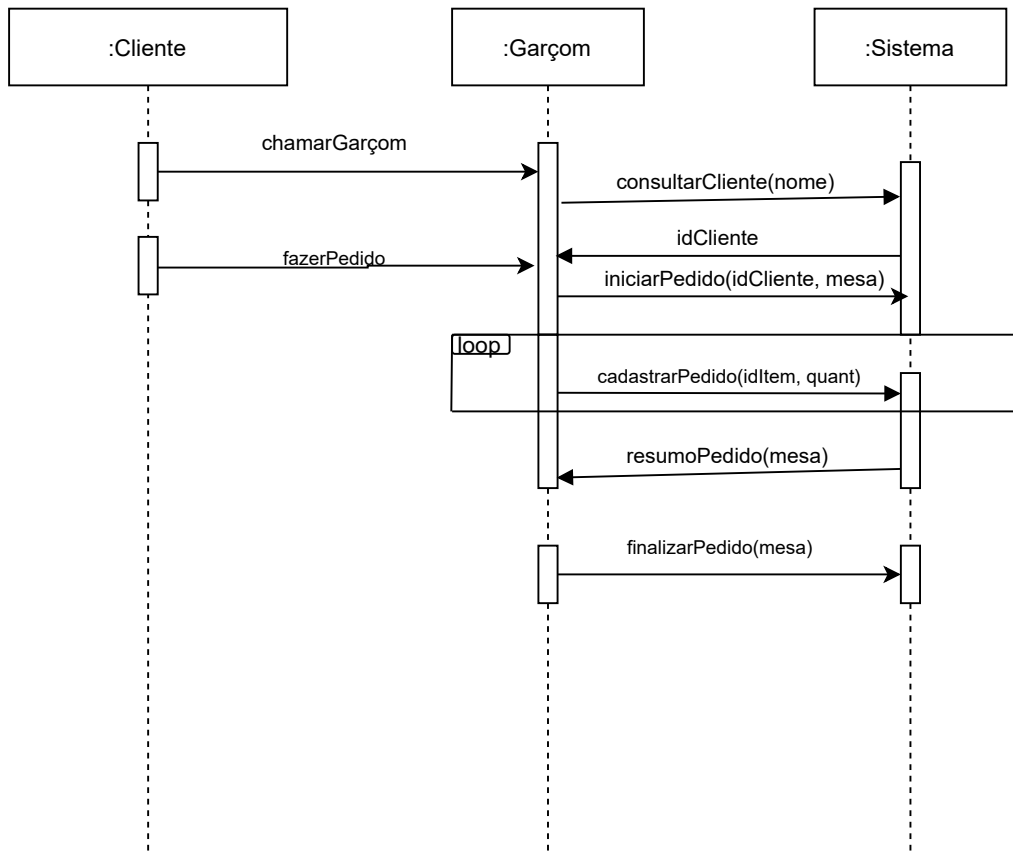 :Cliente
:Garçom
:Sistema
chamarGarçom
consultarCliente(nome)
idCliente
fazerPedido
iniciarPedido(idCliente, mesa)
loop
cadastrarPedido(idItem, quant)
resumoPedido(mesa)
finalizarPedido(mesa)